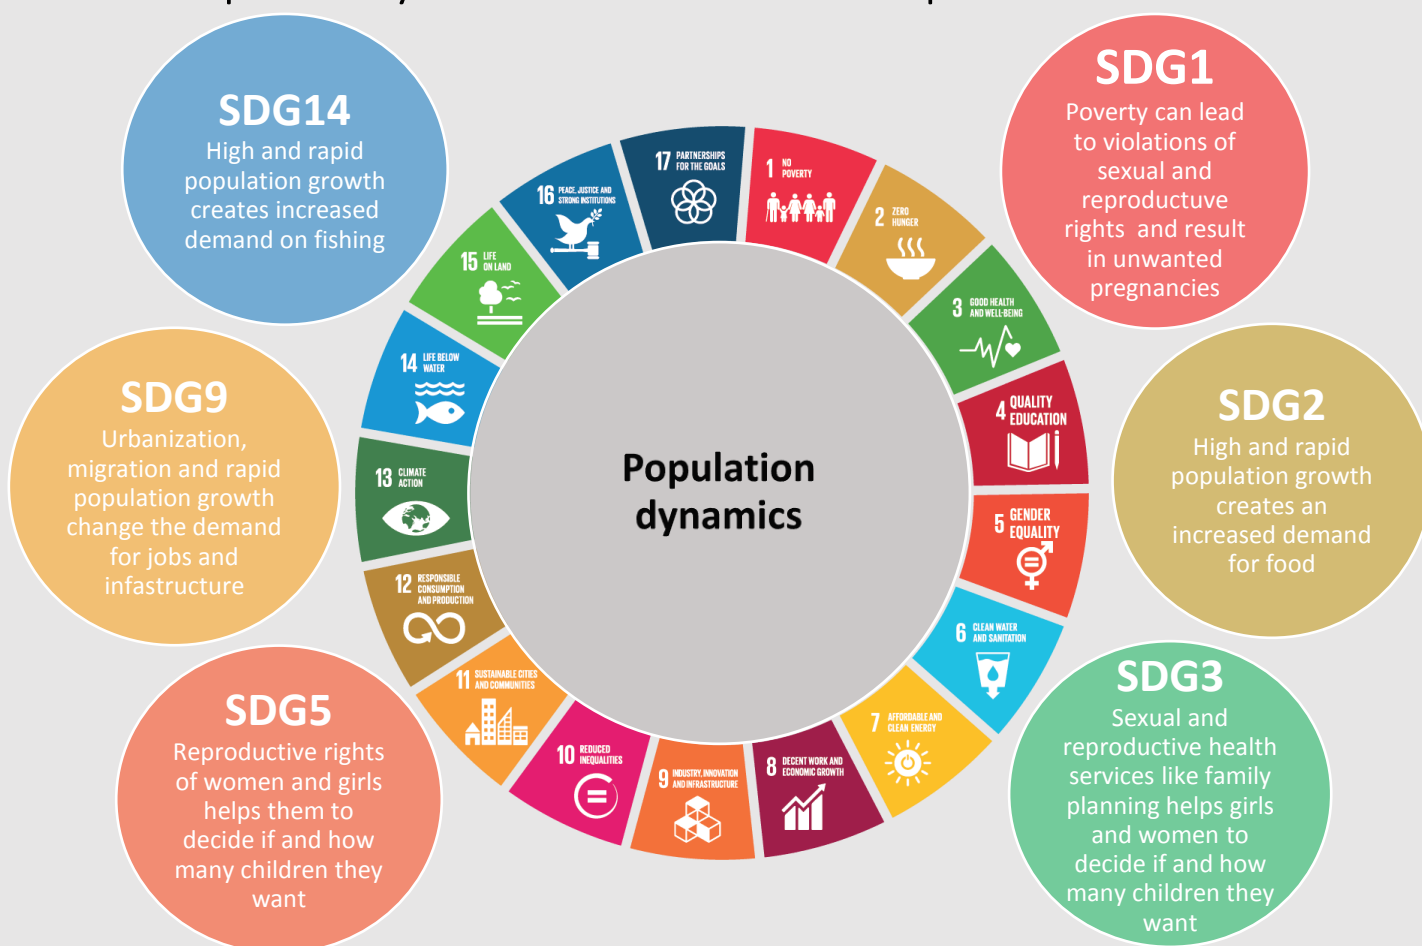 SDG14
High and rapid
population growth
creates increased
demand on fishing
SDG1
Poverty can lead
to violations of
sexual and
reproductuve
rights and result
in unwanted
pregnancies
SDG9
Urbanization,
migration and rapid
population growth
change the demand
for jobs and
infastructure
SDG2
High and rapid
population growth
creates an
increased demand
for food
SDG5
Reproductive rights
of women and girls
helps them to
decide if and how
many children they
want
SDG3
Sexual and
reproductive health
services like family
planning helps girls
and women to
decide if and how
many children they
want
Population
dynamics
1 NO
POVERTY
2 ZERO
HUNGER
3 GOOD HEALTH
AND WELL-BEING
4 QUALITY
EDUCATION
5 GENDER
EQUALITY
6 CLEAN WATER
AND SANITATION
7 AFFORDABLE AND
CLEAN ENERGY
8 DECENT WORK AND
ECONOMIC GROWTH
9 INDUSTRY, INNOVATION
AND INFRASTRUCTURE
10 REDUCED
INEQUALITIES
11 SUSTAINABLE CITIES
AND COMMUNITIES
12 RESPONSIBLE
CONSUMPTION
AND PRODUCTION
13 CLIMATE
ACTION
14 LIFE BELOW
WATER
15 LIFE
ON LAND
16 PEACE, JUSTICE AND
STRONG INSTITUTIONS
17 PARTNERSHIPS
FOR THE GOALS